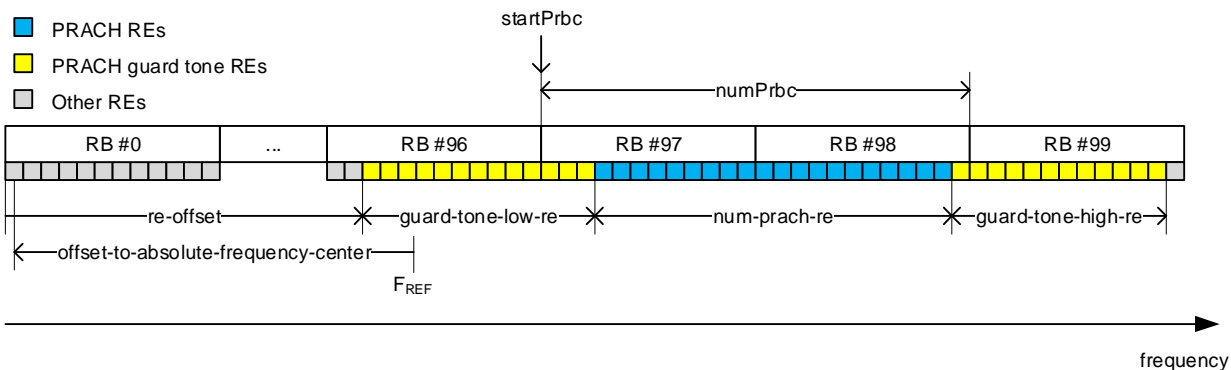 startPrbc
PRACH REs
PRACH guard tone REs
Other REs
numPrbc
RB #0 ... RB #96 RB #97 RB #98 RB #99
re-offset guard-tone-low-re num-prach-re guard-tone-high-re
offset-to-absolute-frequency-center
FREF
frequency